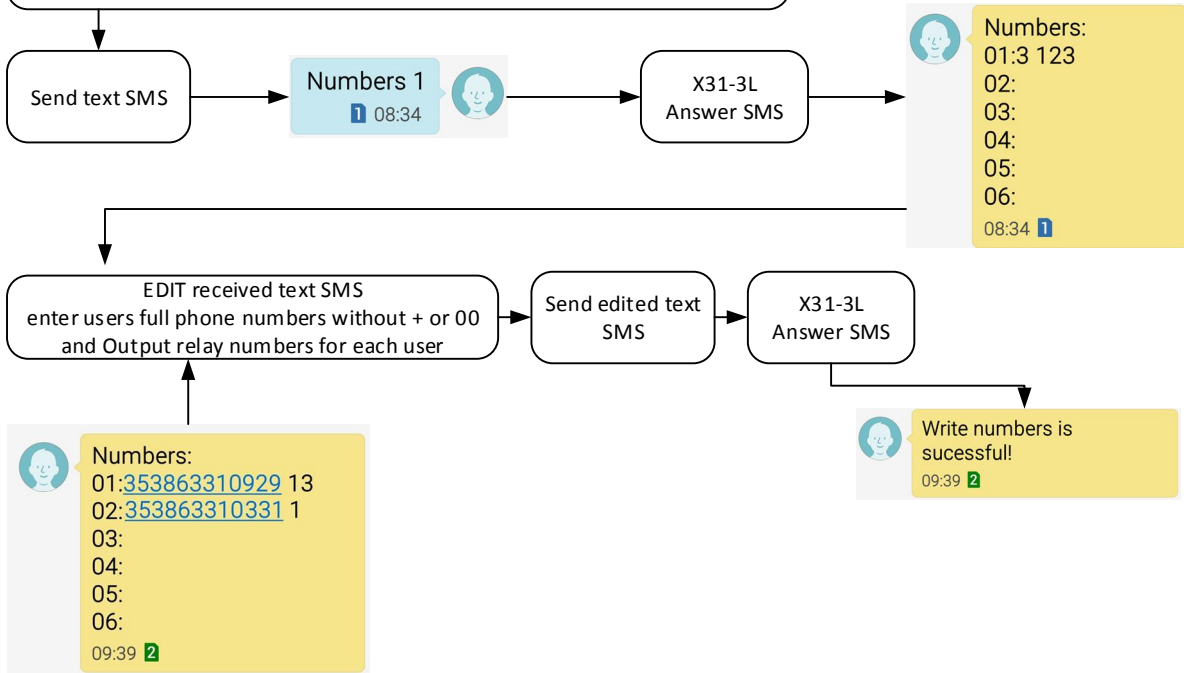 Send text SMS
Numbers 1
1 08:34
X31-3L
Answer SMS
Numbers:
01:3 123
02:
03:
04:
05:
06:
08:34 1
EDIT received text SMS
enter users full phone numbers without + or 00
and Output relay numbers for each user
Send edited text
SMS
X31-3L
Answer SMS
Numbers:
01:353863310929 13
02:353863310331 1
03:
04:
05:
06:
09:39 2
Write numbers is
sucessful!
09:39 2